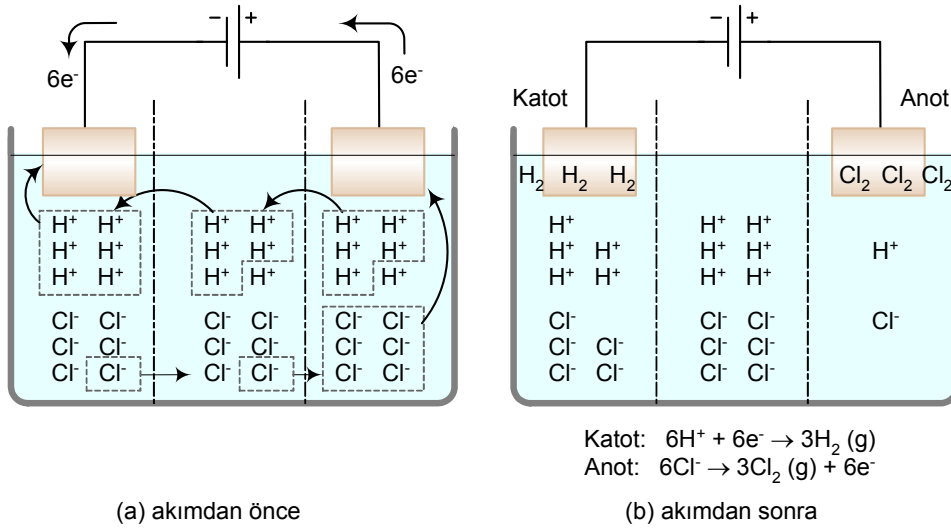 − +
6e⁻ 6e⁻
H⁺ H⁺ H⁺ H⁺ H⁺ H⁺
H⁺ H⁺ H⁺ H⁺ H⁺ H⁺
H⁺ H⁺ H⁺ H⁺ H⁺ H⁺
Cl⁻ Cl⁻ Cl⁻ Cl⁻ Cl⁻ Cl⁻
Cl⁻ Cl⁻ Cl⁻ Cl⁻ Cl⁻ Cl⁻
Cl⁻ Cl⁻ Cl⁻ Cl⁻ Cl⁻ Cl⁻
(a) akımdan önce
− +
Katot Anot
H₂ H₂ H₂ Cl₂ Cl₂ Cl₂
H⁺ H⁺ H⁺
H⁺ H⁺ H⁺ H⁺ H⁺
H⁺ H⁺ H⁺ H⁺
Cl⁻ Cl⁻ Cl⁻ Cl⁻
Cl⁻ Cl⁻ Cl⁻ Cl⁻
Cl⁻ Cl⁻ Cl⁻ Cl⁻
Katot: 6H⁺ + 6e⁻ → 3H₂ (g)
Anot: 6Cl⁻ → 3Cl₂ (g) + 6e⁻
(b) akımdan sonra